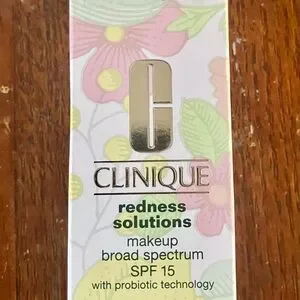 CLINIQUE
redness
solutions
makeup
broad spectrum
SPF 15
with probiotic technology